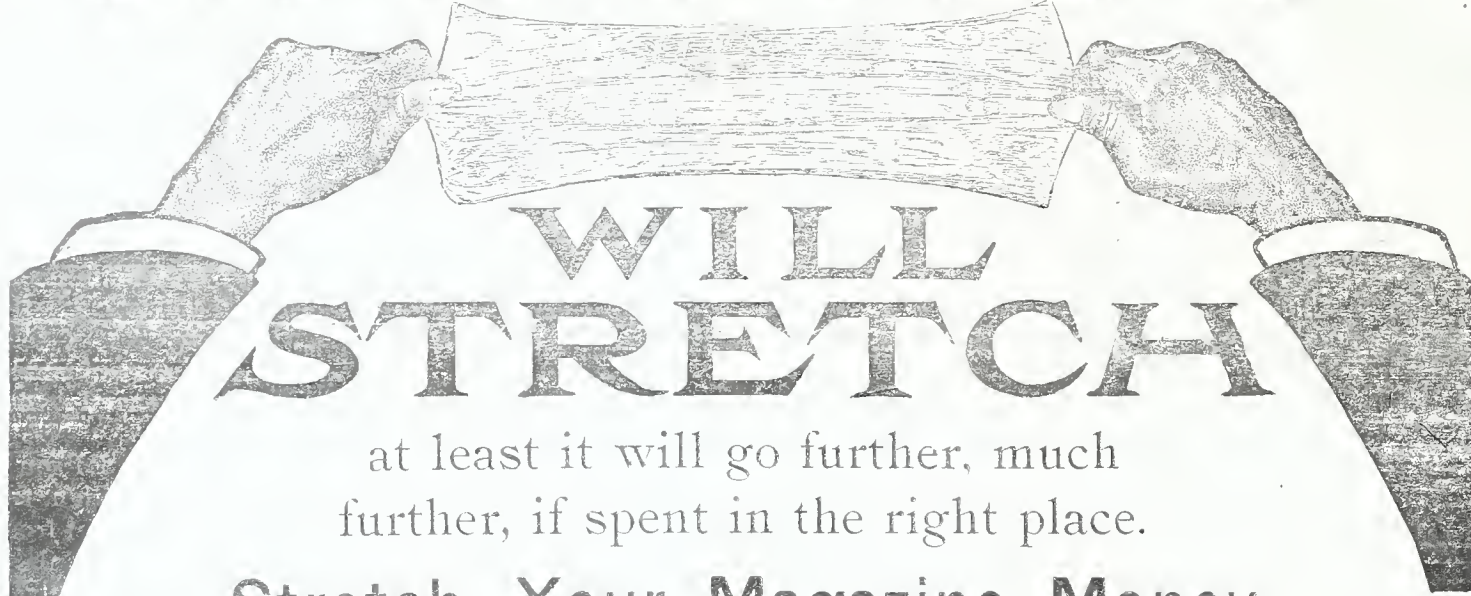 WILL
STRETCH
at least it will go further, much
further, if spent in the right place.
Stretch Your Magazine Money